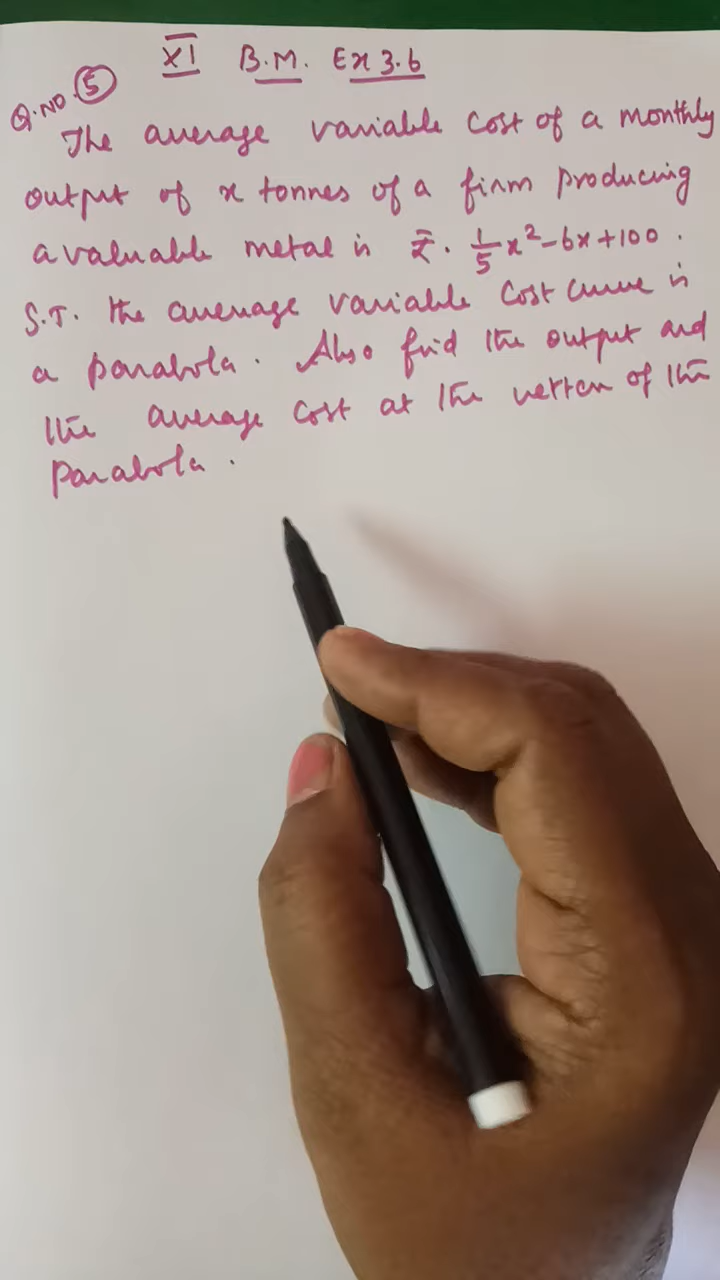 XI B.M. Ex 3.6
Q.NO. 5
The average variable cost of a monthly
output of x tonnes of a firm producing
a valuable metal is ₹. 1/5 x² - 6x + 100.
S.T. the average variable cost curve is
a parabola. Also find the output and
the average cost at the vertex of the
parabola.